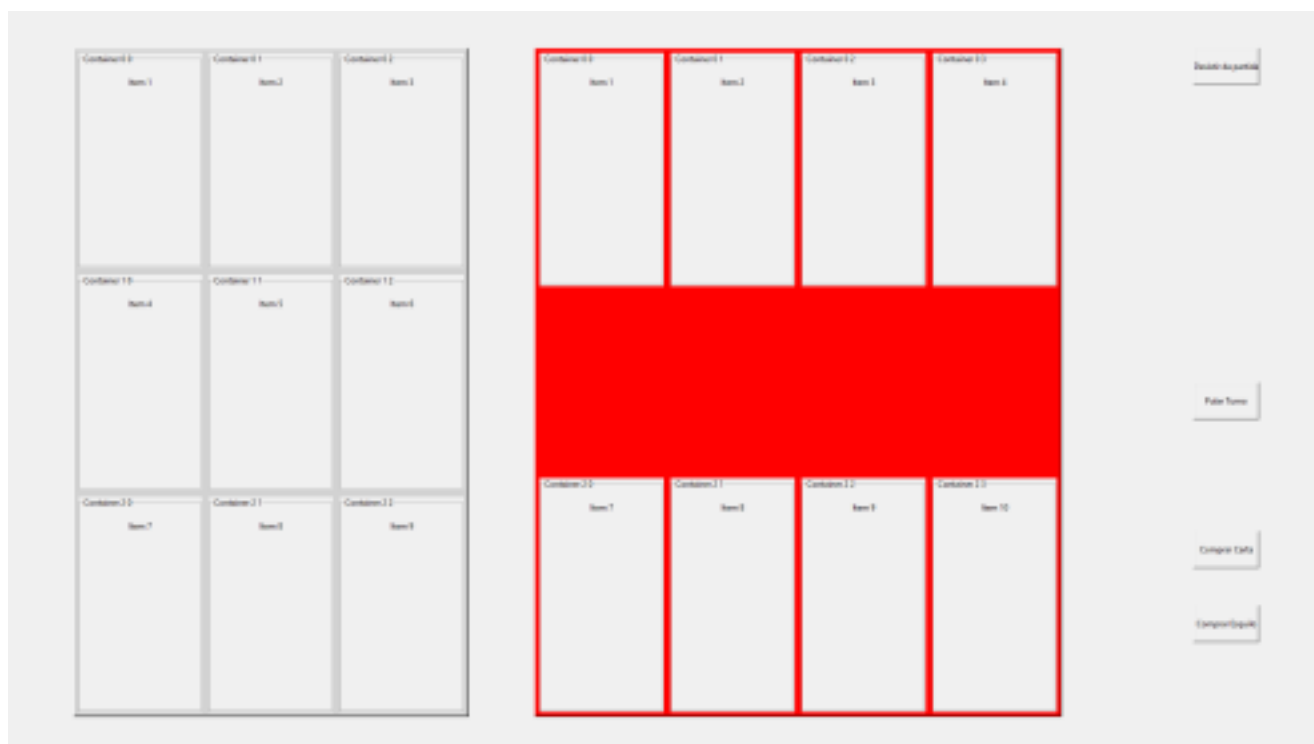 Container 0 0
Container 0 1
Container 0 2
Item 1
Item 2
Item 3
Container 1 0
Container 1 1
Container 1 2
Item 4
Item 5
Item 6
Container 2 0
Container 2 1
Container 2 2
Item 7
Item 8
Item 9
Container 0 0
Container 0 1
Container 0 2
Container 0 3
Item 1
Item 2
Item 3
Item 4
Container 2 0
Container 2 1
Container 2 2
Container 2 3
Item 7
Item 8
Item 9
Item 10
Desistir da partida
Pular Turno
Comprar Carta
Comprar